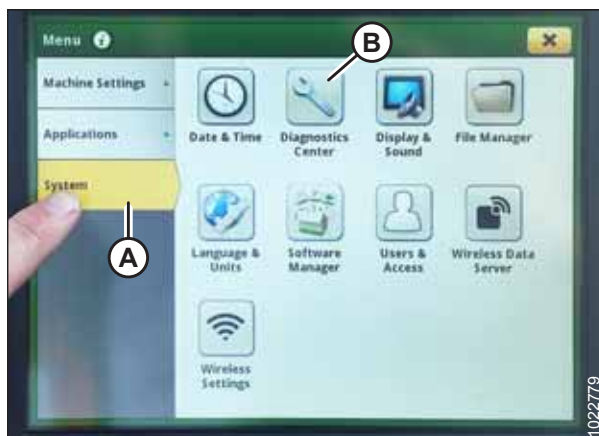 Menu i
B
Machine Settings
Applications
System
A
Date & Time
Diagnostics
Center
Display &
Sound
File Manager
Language &
Units
Software
Manager
Users &
Access
Wireless Data
Server
Wireless
Settings
1022779